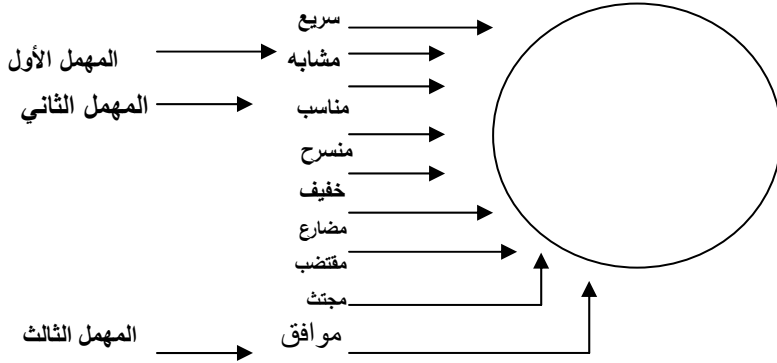 سريع
المهمل الأول مشابه
المهمل الثاني مناسب
منسرح
خفيف
مضارع
مقتضب
مجتث
المهمل الثالث موافق